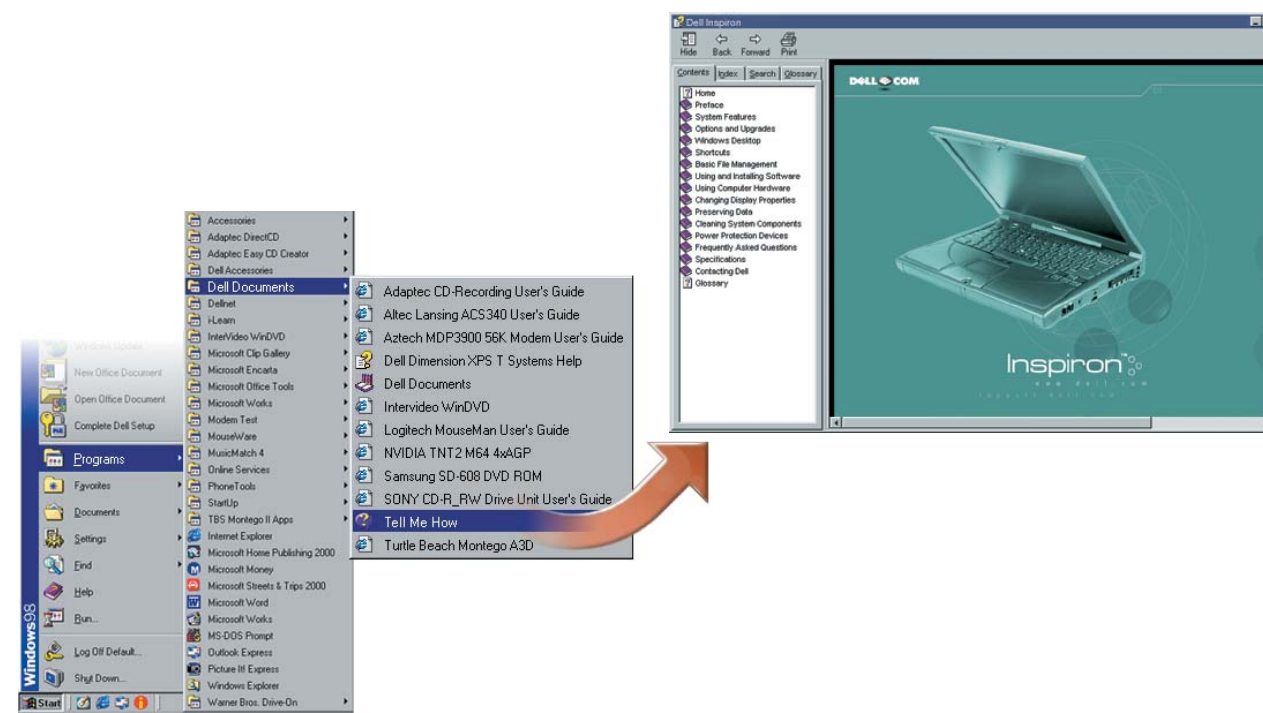 Windows Update
New Office Document
Open Office Document
Complete Dell Setup
Programs
Favorites
Documents
Settings
Find
Help
Run...
Log Off Default...
Shut Down...
Windows98
Start
Accessories
Adaptec DirectCD
Adaptec Easy CD Creator
Dell Accessories
Dell Documents
Dellnet
i-Learn
InterVideo WinDVD
Microsoft Clip Gallery
Microsoft Encarta
Microsoft Office Tools
Microsoft Works
Modem Test
MouseWare
MusicMatch 4
Online Services
PhoneTools
StartUp
TBS Montego II Apps
Internet Explorer
Microsoft Home Publishing 2000
Microsoft Money
Microsoft Streets & Trips 2000
Microsoft Word
Microsoft Works
MS-DOS Prompt
Outlook Express
Picture It! Express
Windows Explorer
Warner Bros. Drive-On
Adaptec CD-Recording User's Guide
Altec Lansing ACS340 User's Guide
Aztech MDP3900 56K Modem User's Guide
Dell Dimension XPS T Systems Help
Dell Documents
Intervideo WinDVD
Logitech MouseMan User's Guide
NVIDIA TNT2 M64 4xAGP
Samsung SD-608 DVD ROM
SONY CD-R_RW Drive Unit User's Guide
Tell Me How
Turtle Beach Montego A3D
Dell Inspiron
Hide Back Forward Print
Contents Index Search Glossary
Home
Preface
System Features
Options and Upgrades
Windows Desktop
Shortcuts
Basic File Management
Using and Installing Software
Using Computer Hardware
Changing Display Properties
Preserving Data
Cleaning System Components
Power Protection Devices
Frequently Asked Questions
Specifications
Contacting Dell
Glossary
DELL.COM
Inspiron™
www.dell.com
support.dell.com